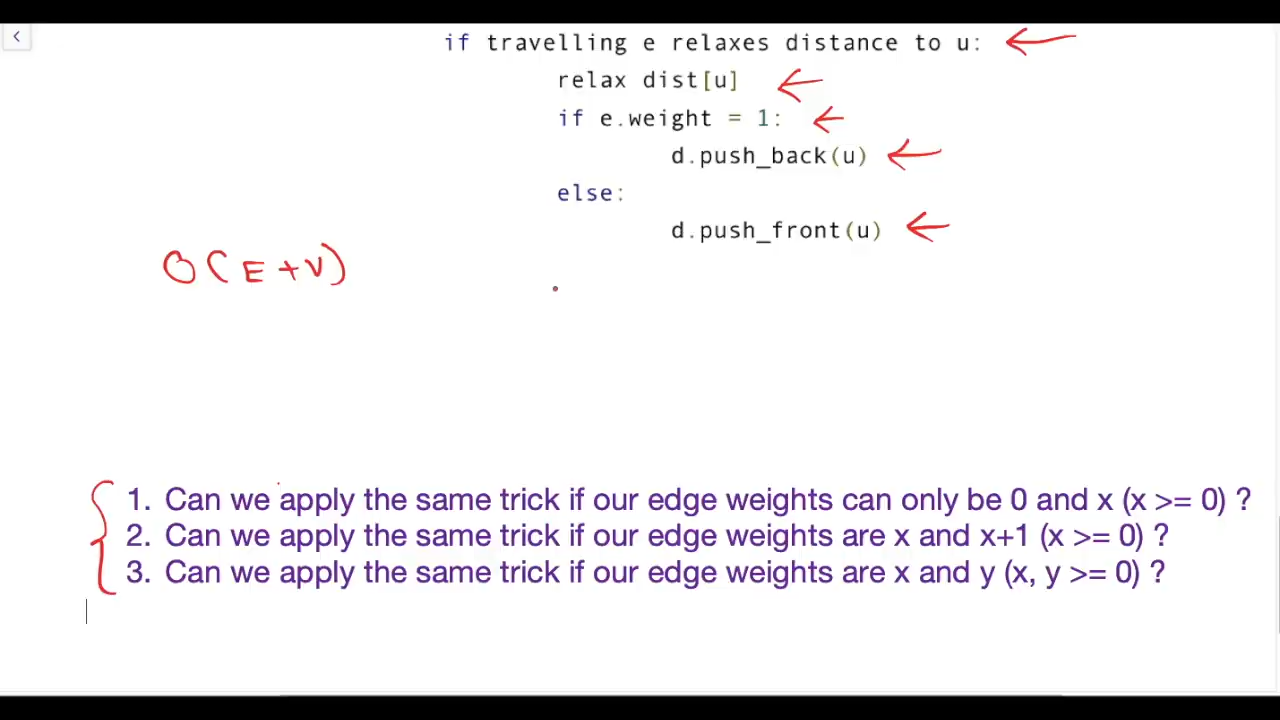 if travelling e relaxes distance to u:
relax dist[u]
if e.weight = 1:
d.push_back(u)
else:
d.push_front(u)
O(E+V)
1. Can we apply the same trick if our edge weights can only be 0 and x (x >= 0) ?
2. Can we apply the same trick if our edge weights are x and x+1 (x >= 0) ?
3. Can we apply the same trick if our edge weights are x and y (x, y >= 0) ?